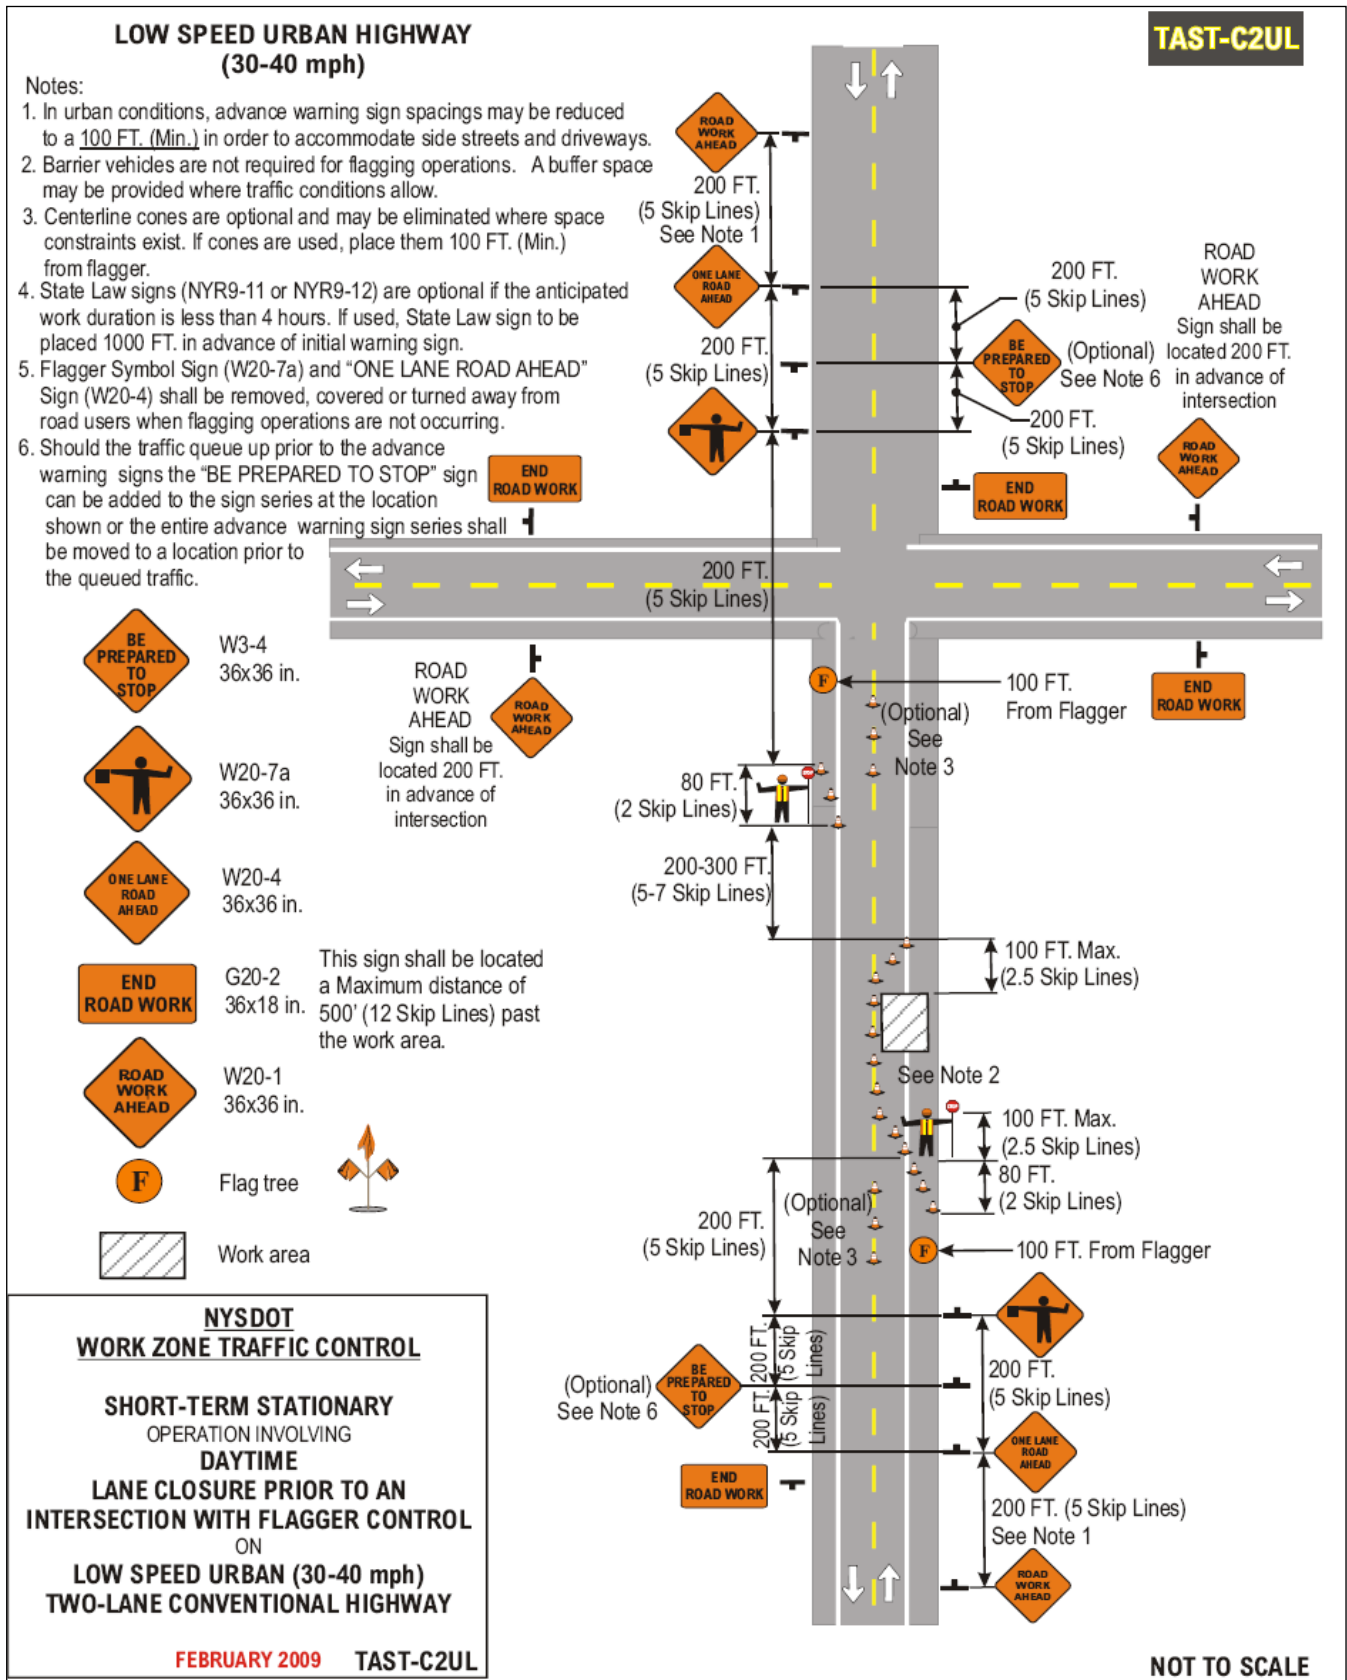 LOW SPEED URBAN HIGHWAY
(30-40 mph)
TAST-C2UL
Notes:
1. In urban conditions, advance warning sign spacings may be reduced
to a 100 FT. (Min.) in order to accommodate side streets and driveways.
2. Barrier vehicles are not required for flagging operations. A buffer space
may be provided where traffic conditions allow.
3. Centerline cones are optional and may be eliminated where space
constraints exist. If cones are used, place them 100 FT. (Min.)
from flagger.
4. State Law signs (NYR9-11 or NYR9-12) are optional if the anticipated
work duration is less than 4 hours. If used, State Law sign to be
placed 1000 FT. in advance of initial warning sign.
5. Flagger Symbol Sign (W20-7a) and “ONE LANE ROAD AHEAD”
Sign (W20-4) shall be removed, covered or turned away from
road users when flagging operations are not occurring.
6. Should the traffic queue up prior to the advance
warning signs the “BE PREPARED TO STOP” sign
can be added to the sign series at the location
shown or the entire advance warning sign series shall
be moved to a location prior to
the queued traffic.
ROAD
WORK
AHEAD
200 FT.
(5 Skip Lines)
See Note 1
ONE LANE
ROAD
AHEAD
200 FT.
(5 Skip Lines)
200 FT.
(5 Skip Lines)
BE
PREPARED
TO
STOP
(Optional)
See Note 6
200 FT.
(5 Skip Lines)
ROAD
WORK
AHEAD
Sign shall be
located 200 FT.
in advance of
intersection
ROAD
WORK
AHEAD
END
ROAD WORK
END
ROAD WORK
200 FT.
(5 Skip Lines)
BE
PREPARED
TO
STOP
W3-4
36x36 in.
ROAD
WORK
AHEAD
Sign shall be
located 200 FT.
in advance of
intersection
ROAD
WORK
AHEAD
F
100 FT.
From Flagger
END
ROAD WORK
(Optional)
See
Note 3
W20-7a
36x36 in.
80 FT.
(2 Skip Lines)
STOP
200-300 FT.
(5-7 Skip Lines)
ONE LANE
ROAD
AHEAD
W20-4
36x36 in.
END
ROAD WORK
G20-2
36x18 in.
This sign shall be located
a Maximum distance of
500' (12 Skip Lines) past
the work area.
100 FT. Max.
(2.5 Skip Lines)
ROAD
WORK
AHEAD
W20-1
36x36 in.
See Note 2
STOP
100 FT. Max.
(2.5 Skip Lines)
80 FT.
(2 Skip Lines)
F
Flag tree
200 FT.
(5 Skip Lines)
(Optional)
See
Note 3
F
100 FT. From Flagger
Work area
200 FT.
(5 Skip
Lines)
200 FT.
(5 Skip
Lines)
(Optional)
See Note 6
BE
PREPARED
TO
STOP
200 FT.
(5 Skip Lines)
ONE LANE
ROAD
AHEAD
END
ROAD WORK
200 FT. (5 Skip Lines)
See Note 1
ROAD
WORK
AHEAD
NYSDOT
WORK ZONE TRAFFIC CONTROL
SHORT-TERM STATIONARY
OPERATION INVOLVING
DAYTIME
LANE CLOSURE PRIOR TO AN
INTERSECTION WITH FLAGGER CONTROL
ON
LOW SPEED URBAN (30-40 mph)
TWO-LANE CONVENTIONAL HIGHWAY
FEBRUARY 2009 TAST-C2UL
NOT TO SCALE